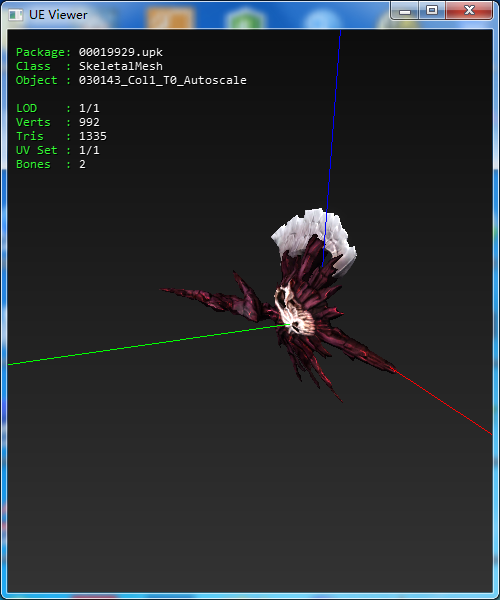 UE Viewer
Package: 00019929.upk
Class : SkeletalMesh
Object : 030143_Col1_T0_Autoscale
LOD : 1/1
Verts : 992
Tris : 1335
UV Set : 1/1
Bones : 2